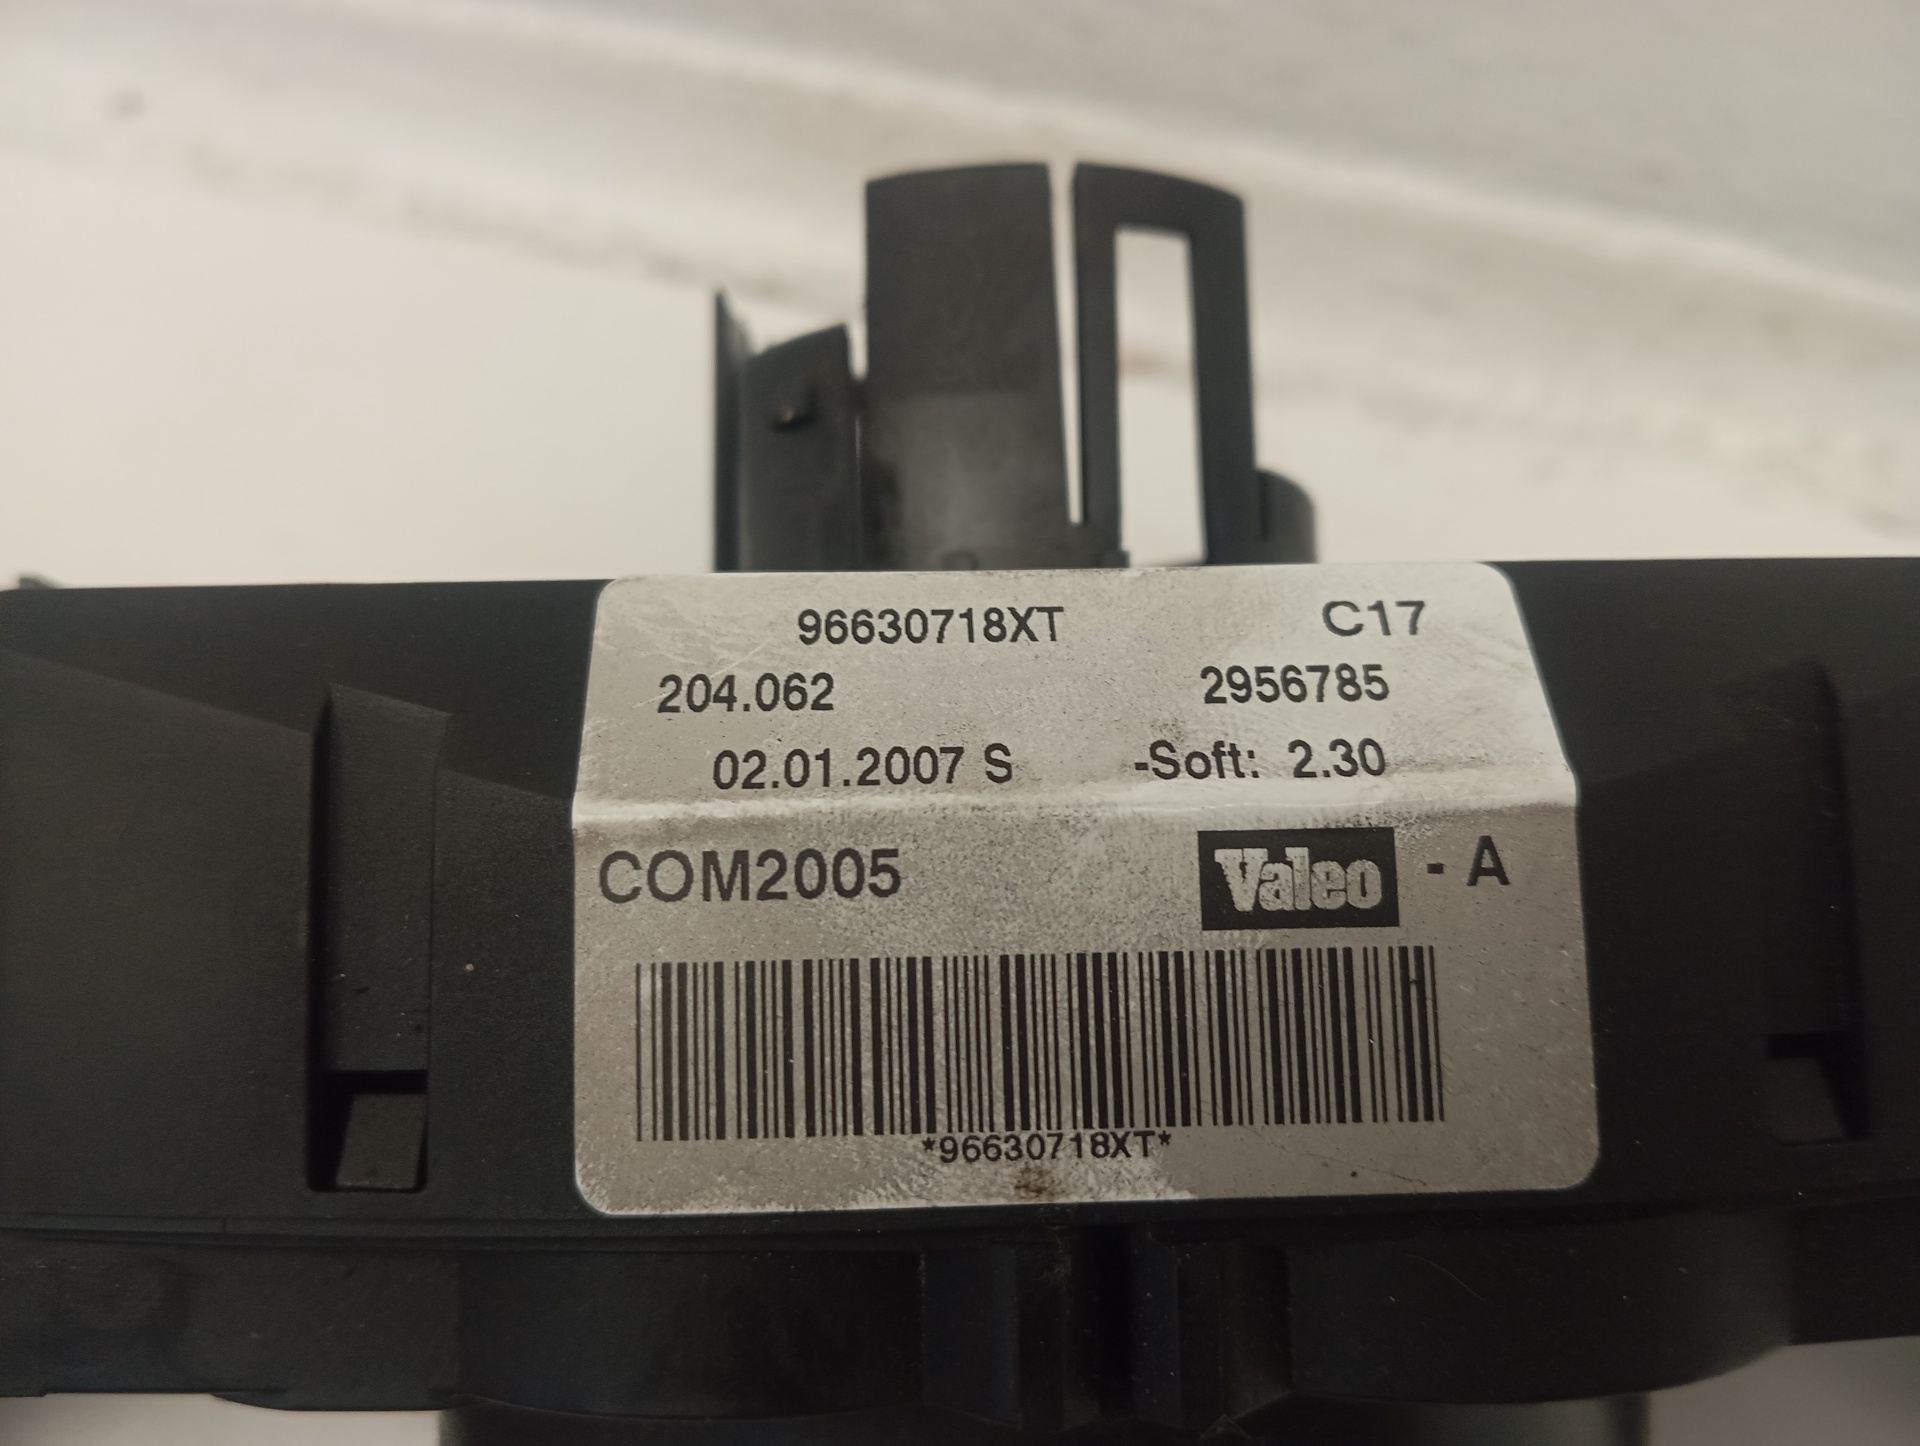 96630718XT C17
204.062 2956785
02.01.2007 S -Soft: 2.30
COM2005 Valeo - A
*96630718XT*